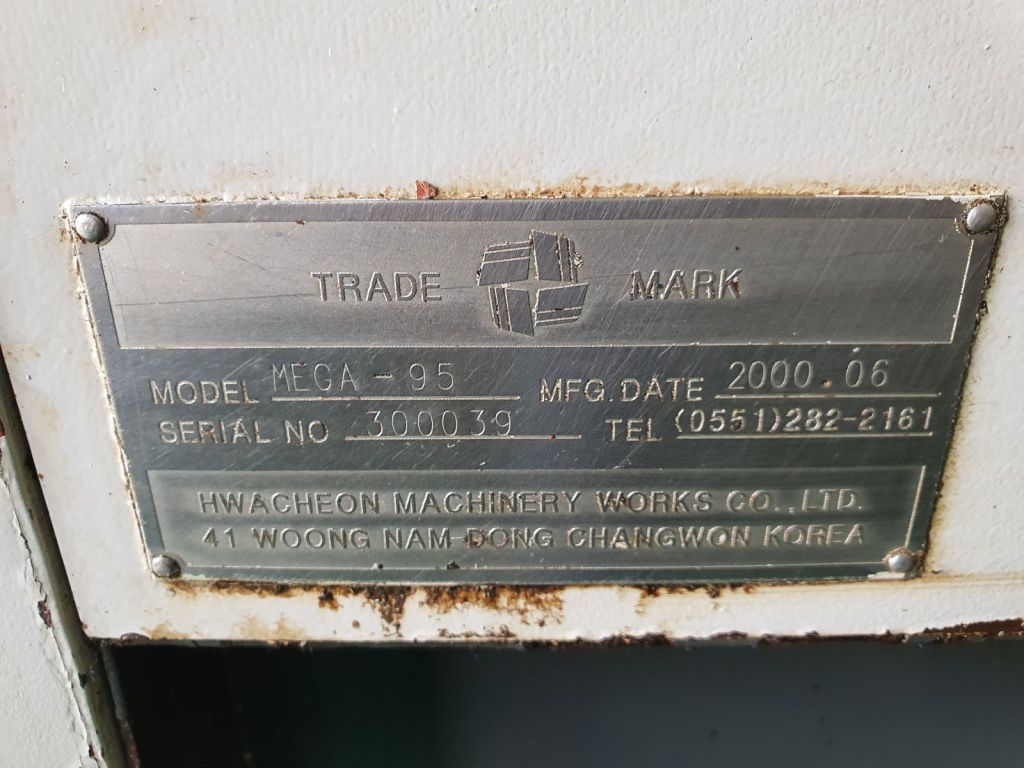 TRADE MARK
MODEL MEGA-95 MFG. DATE 2000.06
SERIAL NO 300039 TEL (0551)282-2161
HWACHEON MACHINERY WORKS CO., LTD.
41 WOONG NAM-DONG CHANGWON KOREA